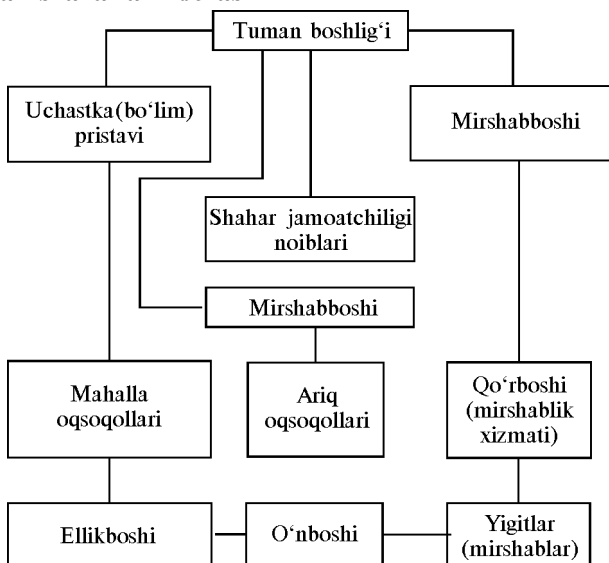 Tuman boshlig‘i
Uchastka (bo‘lim)
pristavi
Mirshabboshi
Shahar jamoatchiligi
noiblari
Mirshabboshi
Mahalla
oqsoqollari
Ariq
oqsoqollari
Qo‘rboshi
(mirshablik
xizmati)
Ellikboshi
O‘nboshi
Yigitlar
(mirshablar)